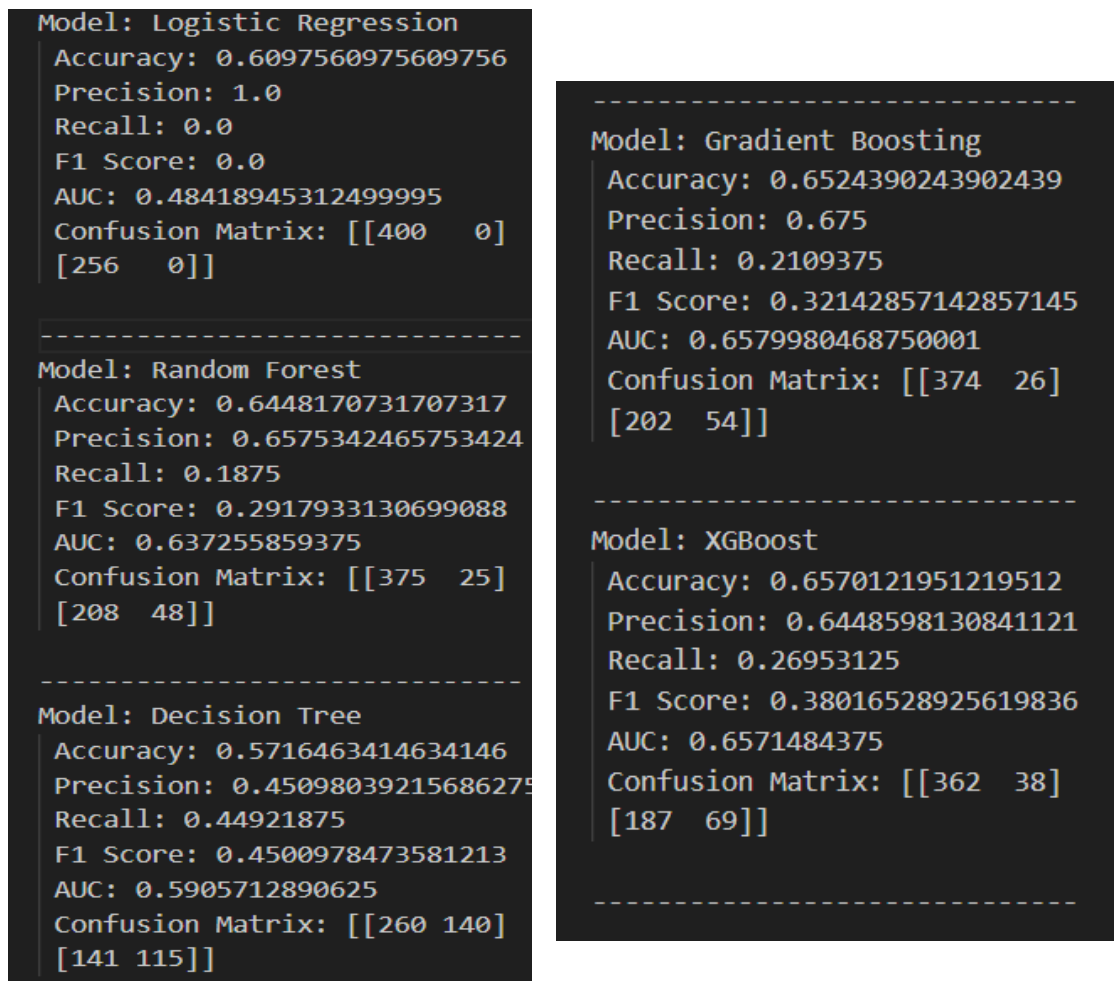 Model: Logistic Regression
Accuracy: 0.6097560975609756
Precision: 1.0
Recall: 0.0
F1 Score: 0.0
AUC: 0.48418945312499995
Confusion Matrix: [[400   0]
[256   0]]
-------------------------------
Model: Random Forest
Accuracy: 0.6448170731707317
Precision: 0.6575342465753424
Recall: 0.1875
F1 Score: 0.2917933130699088
AUC: 0.637255859375
Confusion Matrix: [[375  25]
[208  48]]
-------------------------------
Model: Decision Tree
Accuracy: 0.5716463414634146
Precision: 0.45098039215686275
Recall: 0.44921875
F1 Score: 0.4500978473581213
AUC: 0.5905712890625
Confusion Matrix: [[260 140]
[141 115]]
-------------------------------
Model: Gradient Boosting
Accuracy: 0.6524390243902439
Precision: 0.675
Recall: 0.2109375
F1 Score: 0.32142857142857145
AUC: 0.6579980468750001
Confusion Matrix: [[374  26]
[202  54]]
-------------------------------
Model: XGBoost
Accuracy: 0.6570121951219512
Precision: 0.6448598130841121
Recall: 0.26953125
F1 Score: 0.38016528925619836
AUC: 0.6571484375
Confusion Matrix: [[362  38]
[187  69]]
-------------------------------